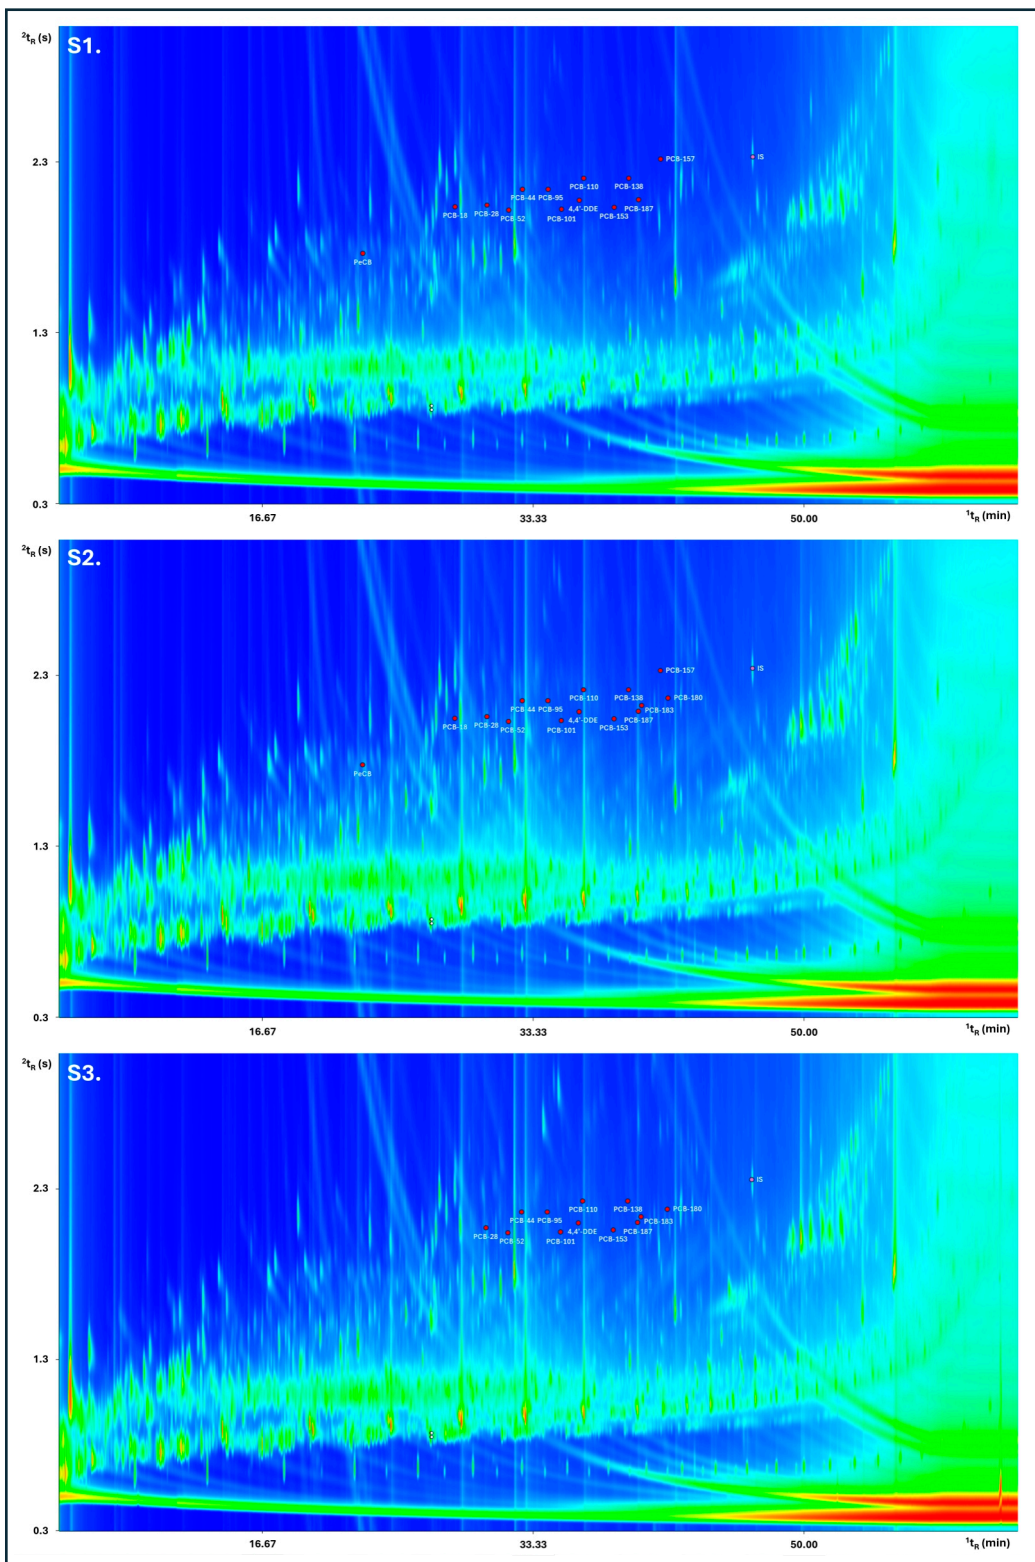 ²tR (s)
S1.
2.3
PCB-157
IS
PCB-110
PCB-138
PCB-44
PCB-95
PCB-18
PCB-28
PCB-52
PCB-101
4,4'-DDE
PCB-153
PCB-187
PeCB
1.3
0.3
16.67
33.33
50.00
¹tR (min)
²tR (s)
S2.
2.3
PCB-157
IS
PCB-110
PCB-138
PCB-180
PCB-44
PCB-95
PCB-183
PCB-18
PCB-28
PCB-52
PCB-101
4,4'-DDE
PCB-153
PCB-187
PeCB
1.3
0.3
16.67
33.33
50.00
¹tR (min)
²tR (s)
S3.
2.3
IS
PCB-110
PCB-138
PCB-180
PCB-44
PCB-95
PCB-183
PCB-28
PCB-52
PCB-101
4,4'-DDE
PCB-153
PCB-187
1.3
0.3
16.67
33.33
50.00
¹tR (min)